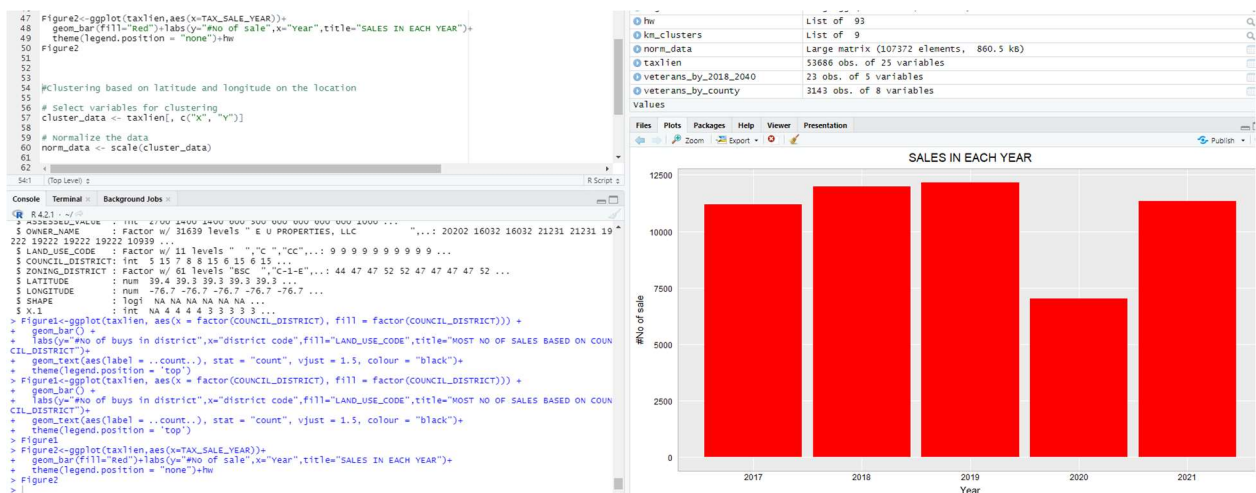 47 Figure2<-ggplot(taxlien,aes(x=TAX_SALE_YEAR))+
48 geom_bar(fill="Red")+labs(y="#No of sale",x="Year",title="SALES IN EACH YEAR")+
49 theme(legend.position = "none")+hw
50 Figure2
51
52
53
54 #Clustering based on latitude and longitude on the location
55
56 # Select variables for clustering
57 cluster_data <- taxlien[, c("X", "Y")]
58
59 # Normalize the data
60 norm_data <- scale(cluster_data)
61
62
54:1 (Top Level) R Script
Console Terminal Background Jobs
R 4.2.1 · ~/
$ ASSESSED_VALUE : int 2700 1400 1400 600 300 600 600 600 600 1000 ...
$ OWNER_NAME : Factor w/ 31639 levels " E U PROPERTIES, LLC ",..: 20202 16032 16032 21231 21231 19
222 19222 19222 19222 10939 ...
$ LAND_USE_CODE : Factor w/ 11 levels " ","C ","CC",..: 9 9 9 9 9 9 9 9 9 9 ...
$ COUNCIL_DISTRICT: int 5 15 7 8 8 15 6 15 6 15 ...
$ ZONING_DISTRICT : Factor w/ 61 levels "BSC ","C-1-E",..: 44 47 47 52 52 47 47 47 47 52 ...
$ LATITUDE : num 39.4 39.3 39.3 39.3 39.3 ...
$ LONGITUDE : num -76.7 -76.7 -76.7 -76.7 -76.7 ...
$ SHAPE : logi NA NA NA NA NA NA ...
$ X.1 : int NA 4 4 4 4 3 3 3 3 3 ...
> Figure1<-ggplot(taxlien, aes(x = factor(COUNCIL_DISTRICT), fill = factor(COUNCIL_DISTRICT))) +
+ geom_bar() +
+ labs(y="#No of buys in district",x="district code",fill="LAND_USE_CODE",title="MOST NO OF SALES BASED ON COUN
CIL_DISTRICT")+
+ geom_text(aes(label = ..count..), stat = "count", vjust = 1.5, colour = "black")+
+ theme(legend.position = 'top')
> Figure1<-ggplot(taxlien, aes(x = factor(COUNCIL_DISTRICT), fill = factor(COUNCIL_DISTRICT))) +
+ geom_bar() +
+ labs(y="#No of buys in district",x="district code",fill="LAND_USE_CODE",title="MOST NO OF SALES BASED ON COUN
CIL_DISTRICT")+
+ geom_text(aes(label = ..count..), stat = "count", vjust = 1.5, colour = "black")+
+ theme(legend.position = 'top')
> Figure1
> Figure2<-ggplot(taxlien,aes(x=TAX_SALE_YEAR))+
+ geom_bar(fill="Red")+labs(y="#No of sale",x="Year",title="SALES IN EACH YEAR")+
+ theme(legend.position = "none")+hw
> Figure2
>
hw List of 93
km_clusters List of 9
norm_data Large matrix (107372 elements, 860.5 kB)
taxlien 53686 obs. of 25 variables
veterans_by_2018_2040 23 obs. of 5 variables
veterans_by_county 3143 obs. of 8 variables
values
Files Plots Packages Help Viewer Presentation
Zoom Export Publish
SALES IN EACH YEAR
12500
10000
7500
5000
2500
0
#No of sale
2017 2018 2019 2020 2021
Year